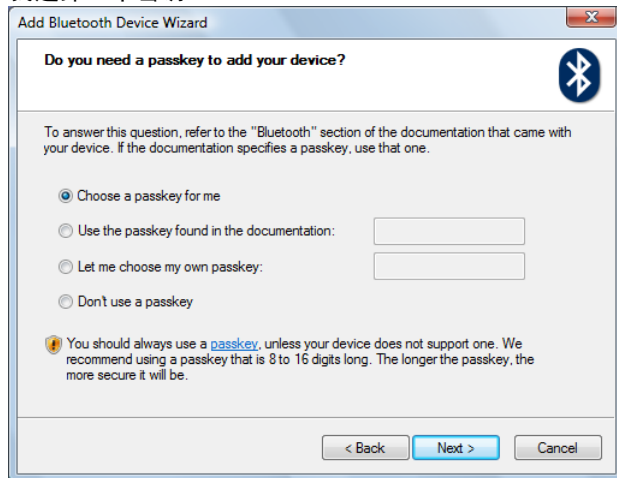 Add Bluetooth Device Wizard
Do you need a passkey to add your device?
To answer this question, refer to the "Bluetooth" section of the documentation that came with
your device. If the documentation specifies a passkey, use that one.
Choose a passkey for me
Use the passkey found in the documentation:
Let me choose my own passkey:
Don't use a passkey
You should always use a passkey, unless your device does not support one. We
recommend using a passkey that is 8 to 16 digits long. The longer the passkey, the
more secure it will be.
< Back Next > Cancel